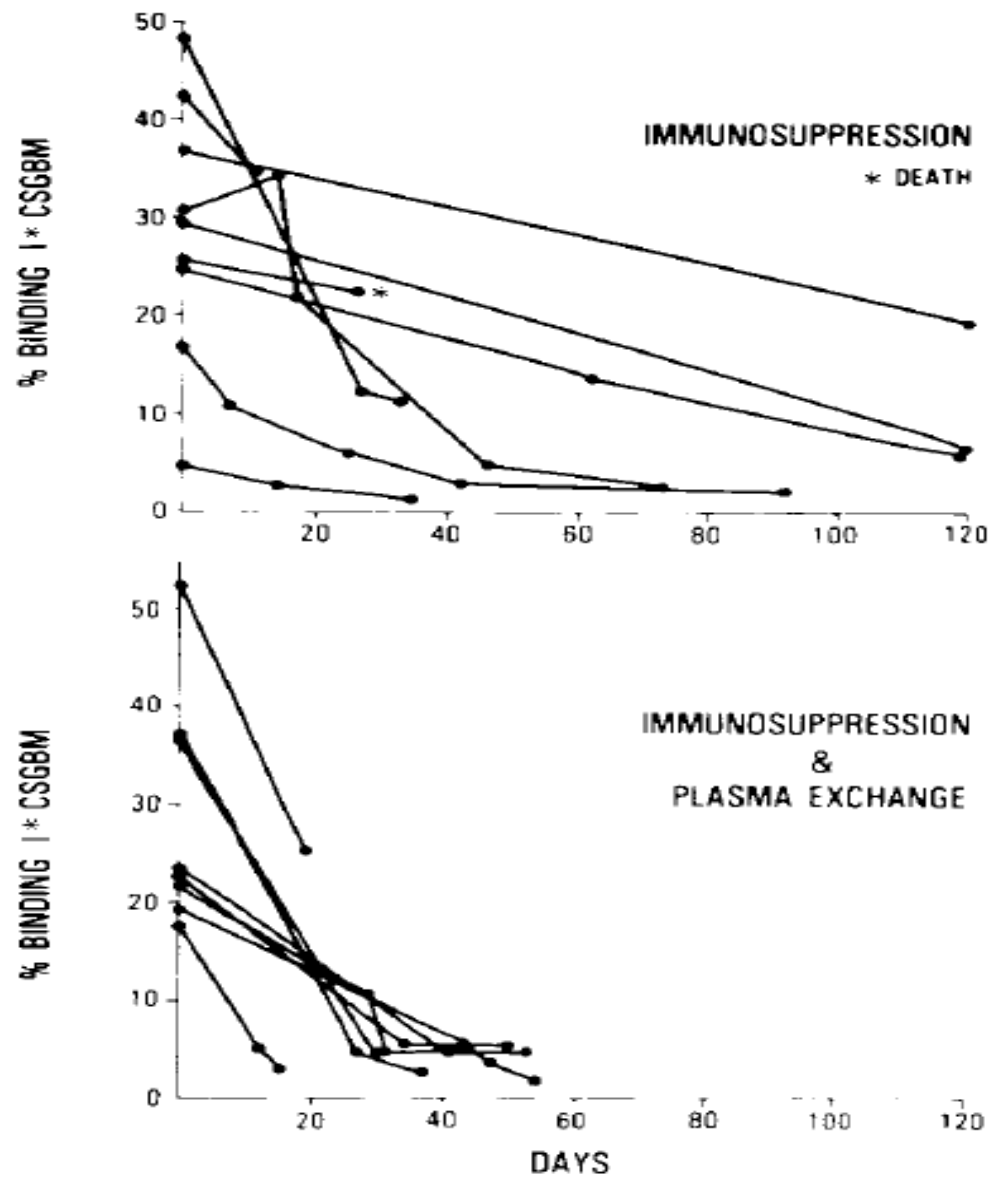 50
40
30
20
10
0
% BINDING I*CSGBM
IMMUNOSUPPRESSION
* DEATH
*
20 40 60 80 100 120
50
40
30
20
10
0
% BINDING I*CSGBM
IMMUNOSUPPRESSION
&
PLASMA EXCHANGE
20 40 60 80 100 120
DAYS